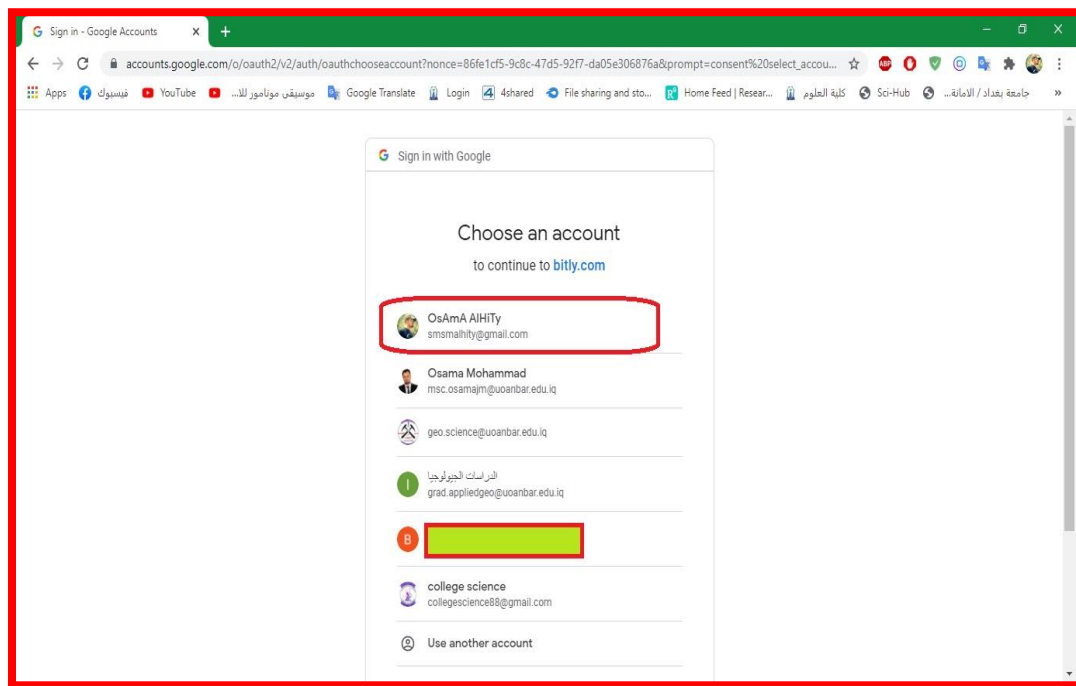 Sign in - Google Accounts
accounts.google.com/o/oauth2/v2/auth/oauthchooseaccount?nonce=86fe1cf5-9c8c-47d5-92f7-da05e306876a&prompt=consent%20select_accou...
Apps فيسبوك YouTube موسيقى مونامور للا... Google Translate Login 4shared File sharing and sto... Home Feed | Resear... كلية العلوم Sci-Hub جامعة بغداد / الامانة... »
Sign in with Google
Choose an account
to continue to bitly.com
OsAmA AlHiTy
smsmalhity@gmail.com
Osama Mohammad
msc.osamajm@uoanbar.edu.iq
geo.science@uoanbar.edu.iq
الدراسات الجيولوجيا
grad.appliedgeo@uoanbar.edu.iq
B
college science
collegescience88@gmail.com
Use another account